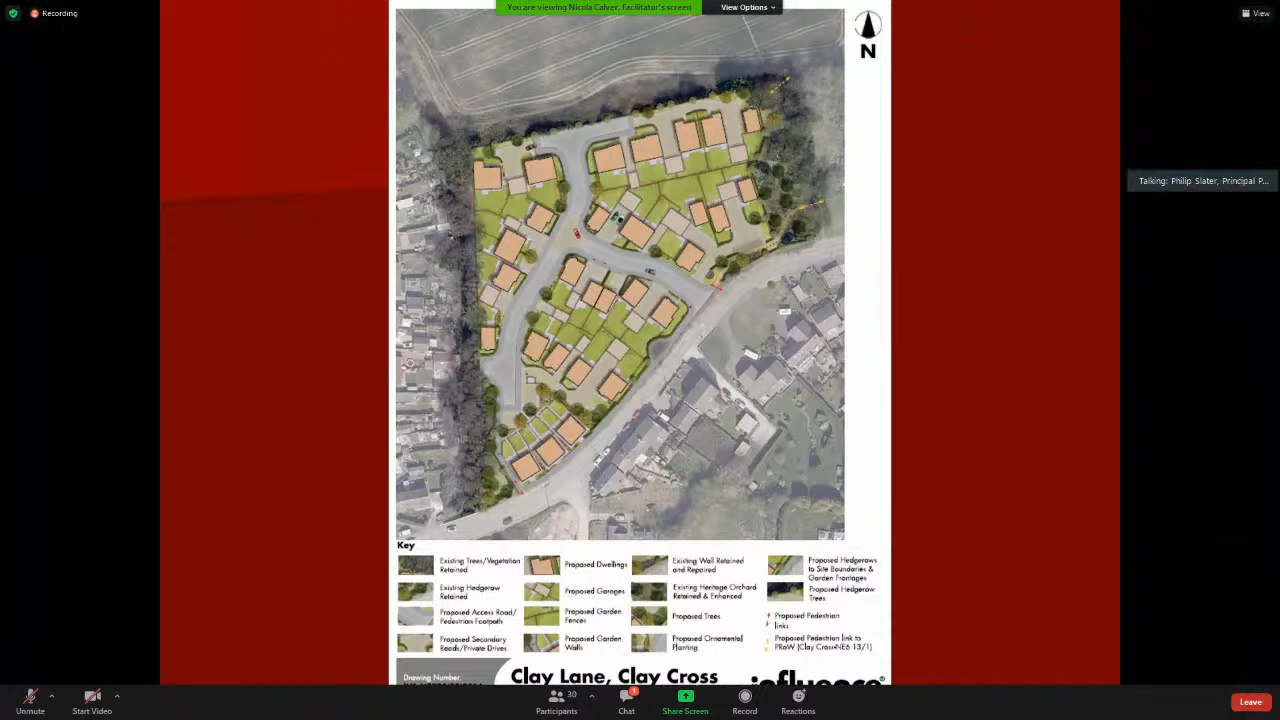 Recording
You are viewing Nicola Calver, Facilitator's screen
View Options
View
N
Talking: Philip Slater, Principal P...
Key
Existing Trees/Vegetation
Retained
Existing Hedgerow
Retained
Proposed Access Road/
Pedestrian Footpath
Proposed Secondary
Roads/Private Drives
Proposed Dwellings
Proposed Garages
Proposed Garden
Fences
Proposed Garden
Walls
Existing Wall Retained
and Repaired
Existing Heritage Orchard
Retained & Enhanced
Proposed Trees
Proposed Ornamental
Planting
Proposed Hedgerows
to Site Boundaries &
Garden Frontages
Proposed Hedgerow
Trees
Proposed Pedestrian
links
Proposed Pedestrian link to
PRoW (Clay Cross-NE6 13/1)
Drawing Number:
Clay Lane, Clay Cross
influence®
Unmute
Start Video
Participants
30
Chat
1
Share Screen
Record
Reactions
Leave